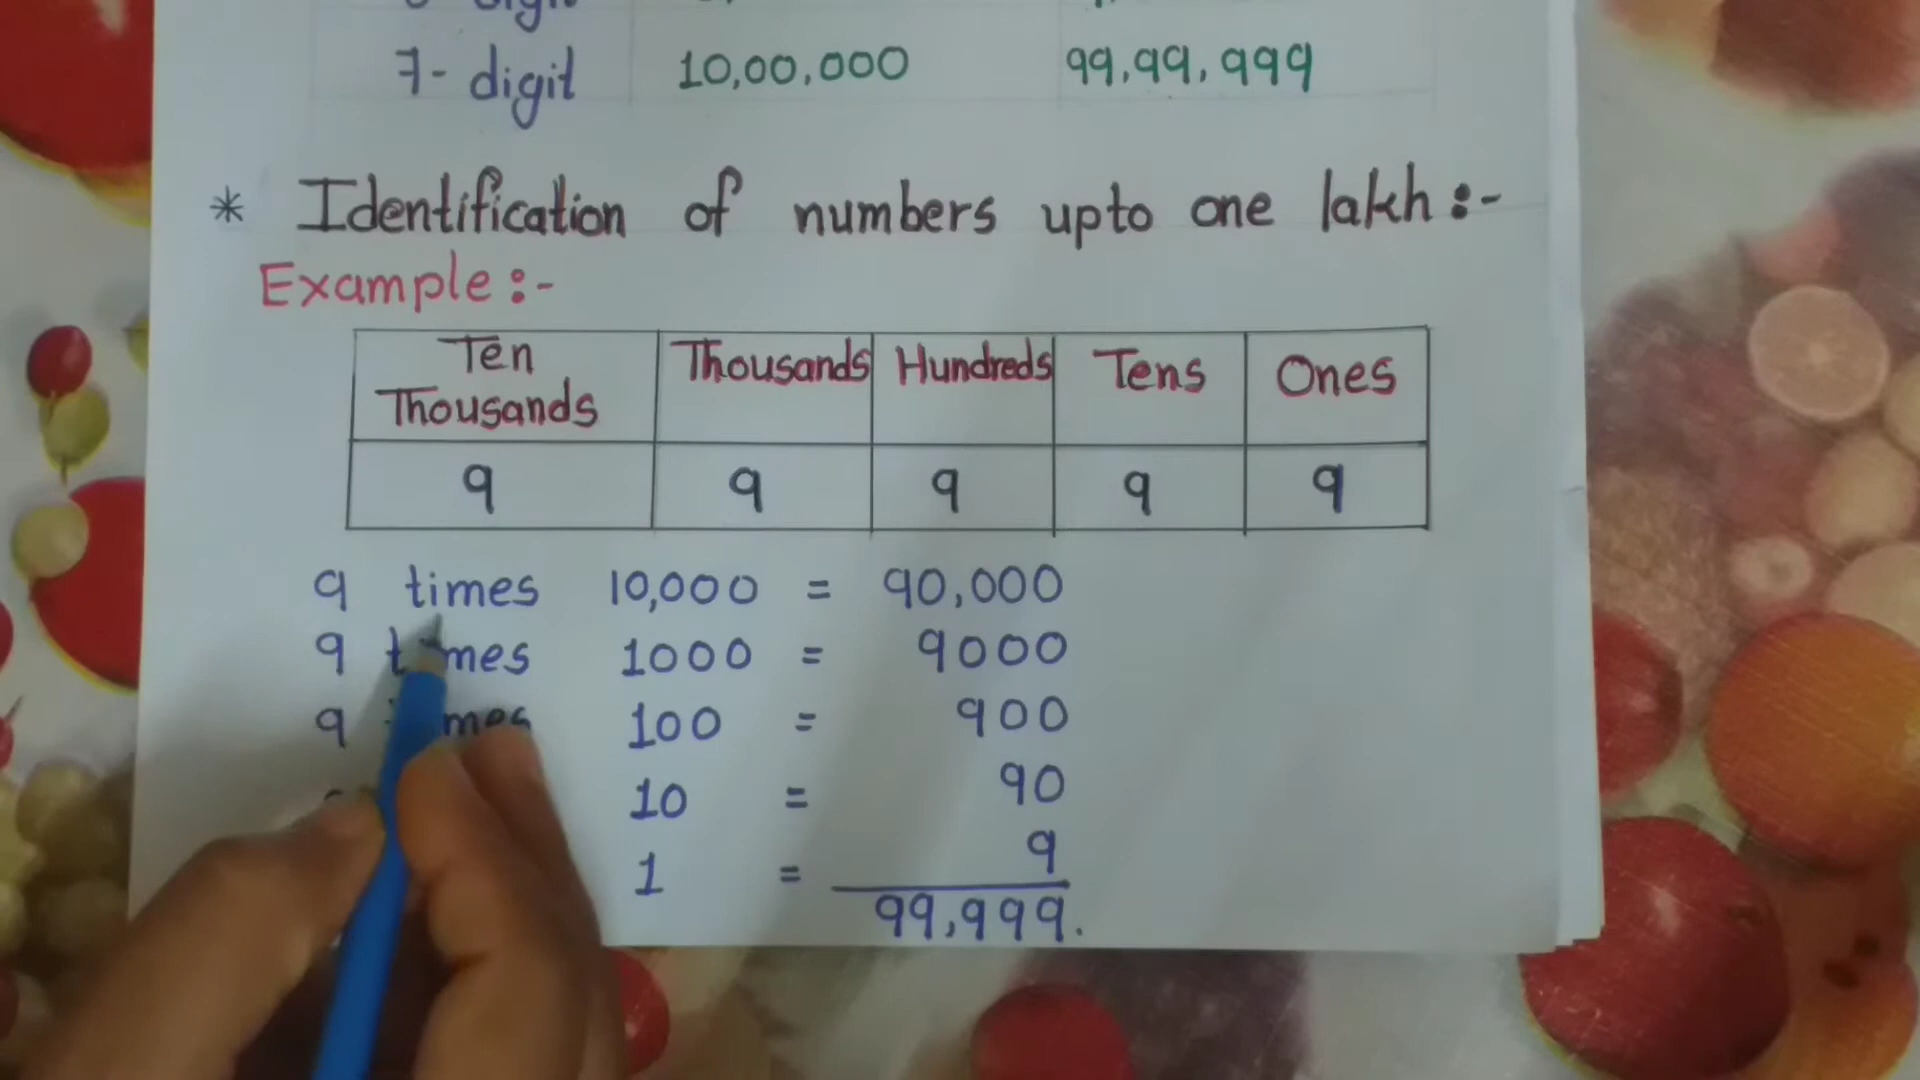 7- digit 10,00,000 99,99,999
* Identification of numbers upto one lakh :-
Example :-
Ten Thousands Thousands Hundreds Tens Ones
9 9 9 9 9
9 times 10,000 = 90,000
9 times 1000 = 9000
9 times 100 = 900
10 = 90
1 = 9
99,999.